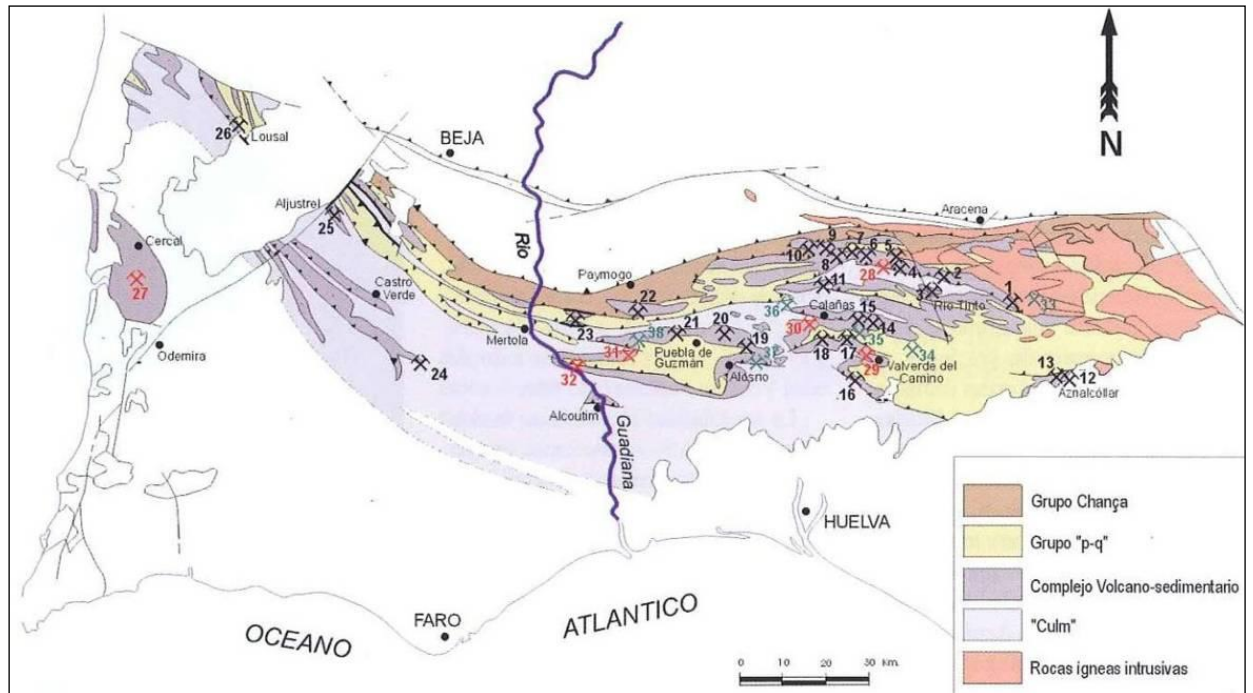 26
Lousal
BEJA
N
Aljustrel
25
Aracena
Cercal
27
Rio
Paymogo
9
7
6
5
10
8
28
4
2
11
3
1
33
Rio Tinto
Castro
Verde
22
36
Calañas
15
23
38
21
20
30
14
Mertola
31
Puebla de
Guzmán
19
18
17
35
34
Odemira
24
32
37
29
Valverde del
Camino
Alosno
13
12
16
Aznalcóllar
Alcoutim
Guadiana
HUELVA
FARO
OCEANO
ATLANTICO
0
10
20
30 Km.
Grupo Chança
Grupo "p-q"
Complejo Volcano-sedimentario
"Culm"
Rocas ígneas intrusivas